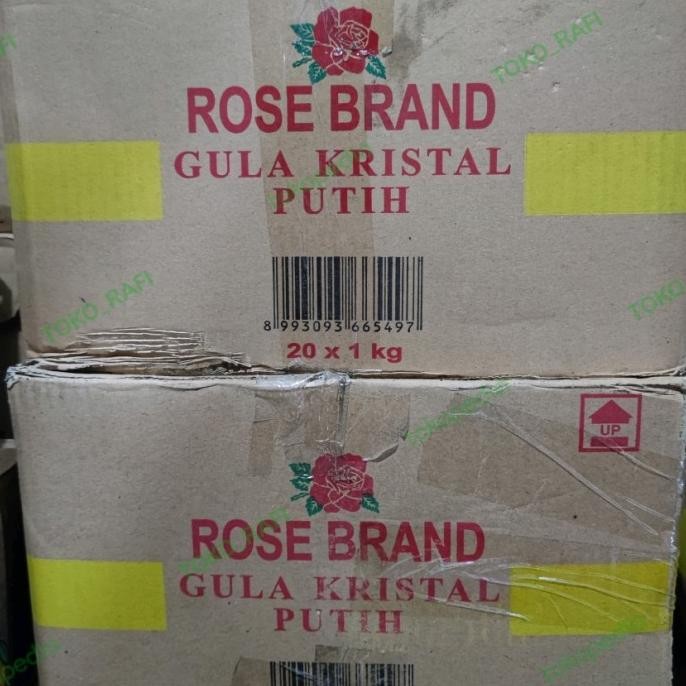 TOKO_RAFI
ROSE BRAND
GULA KRISTAL
PUTIH
TOKO_RAFI
TOKO
8 993093 665497
20 x 1 kg
UP
ROSE BRAND
GULA KRISTAL
PUTIH